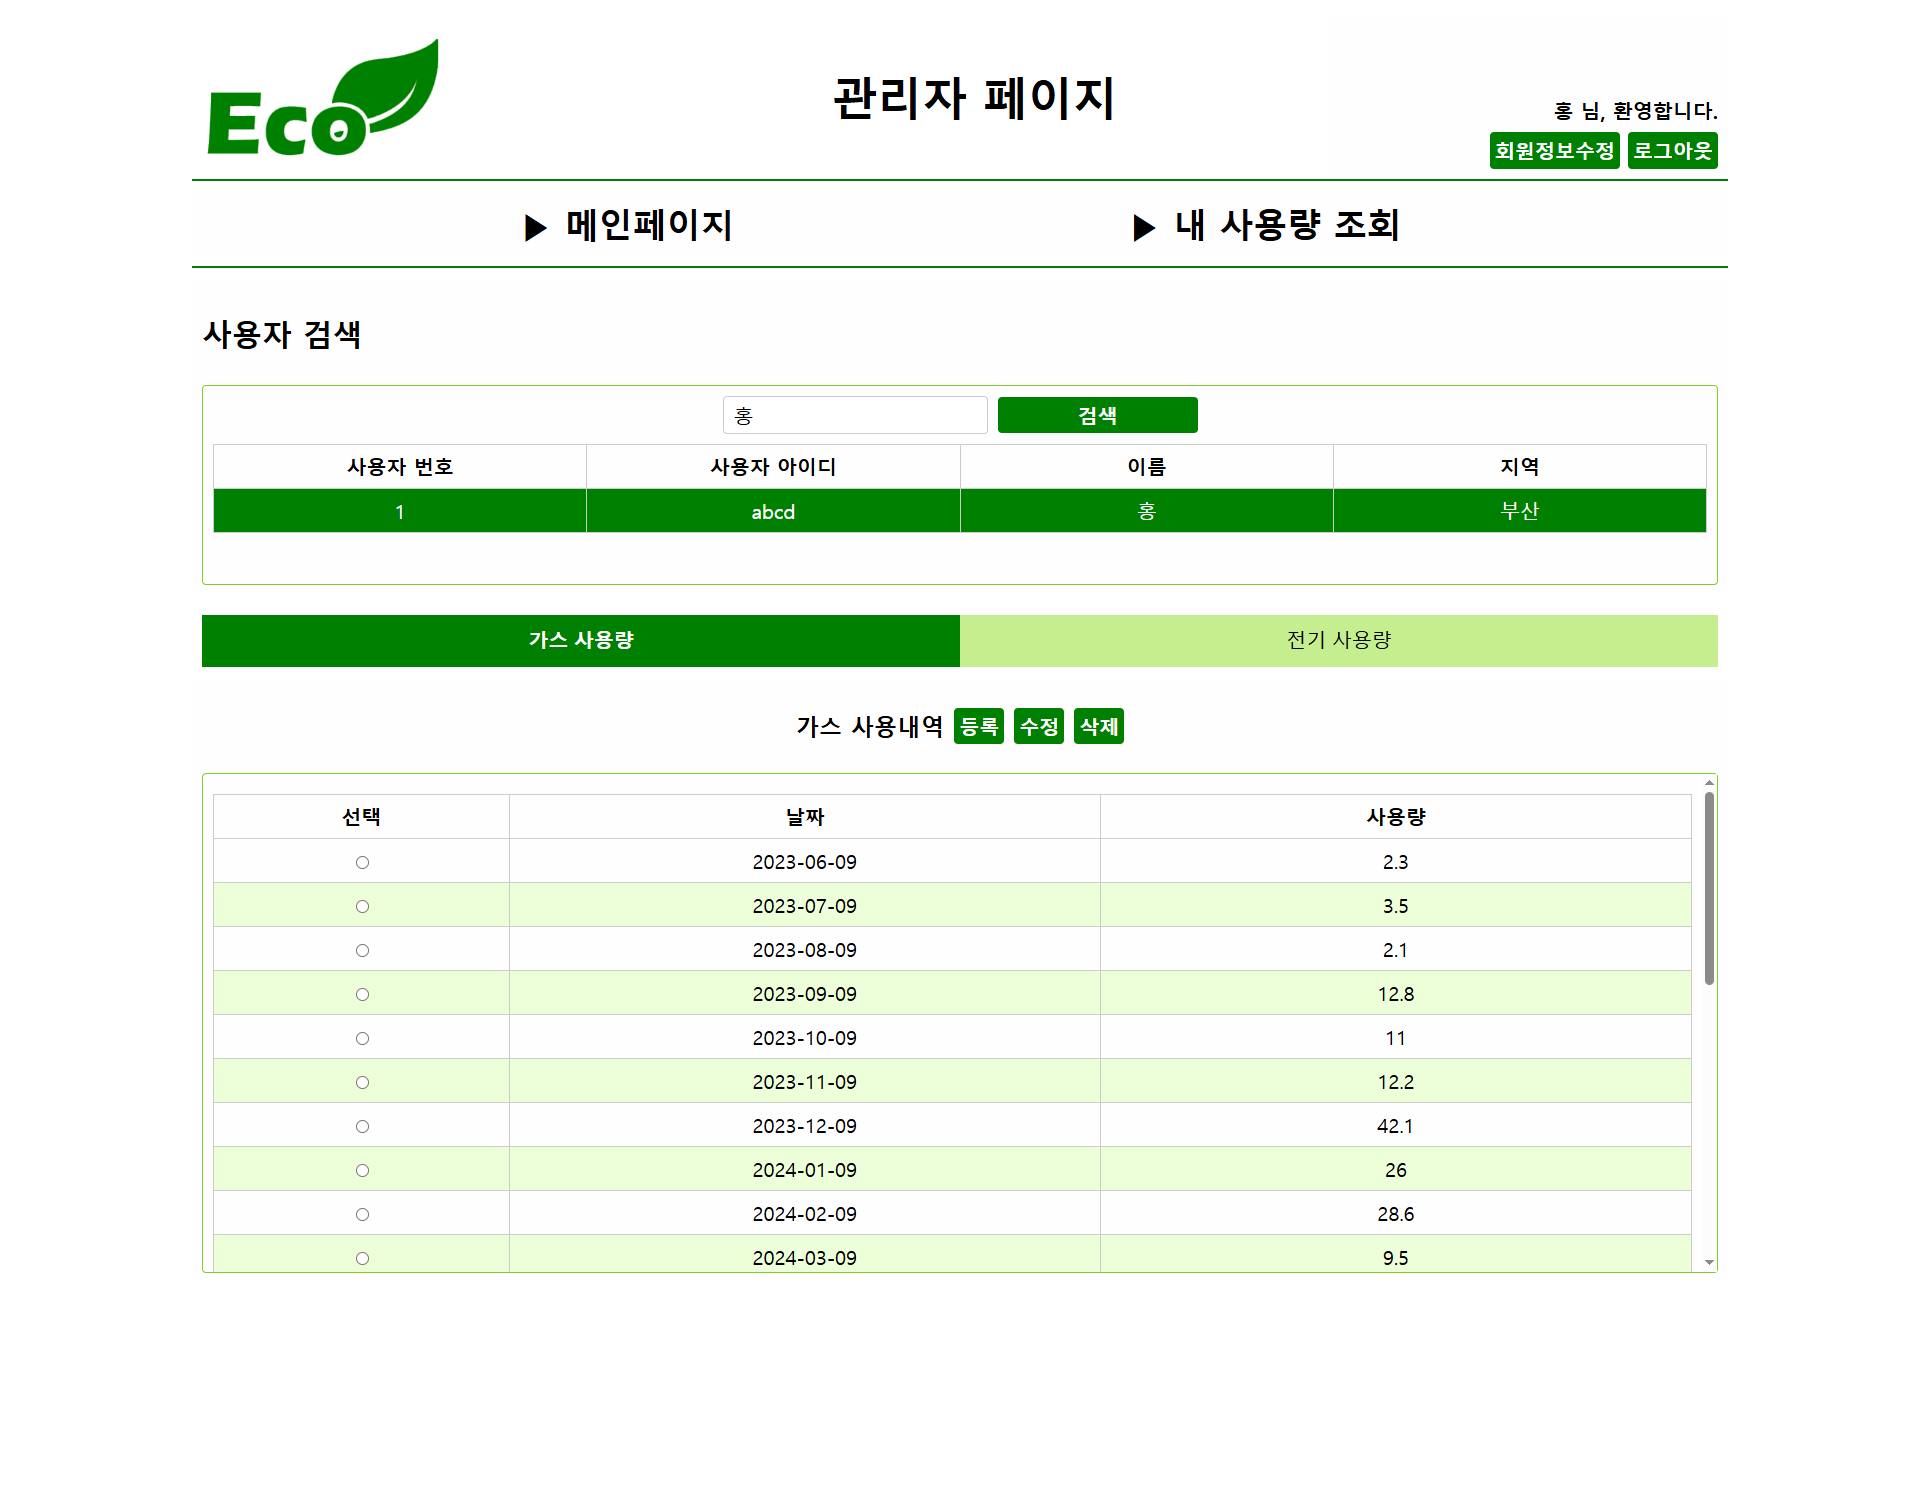 Eco
관리자 페이지
홍 님, 환영합니다.
회원정보수정 로그아웃
▶ 메인페이지 ▶ 내 사용량 조회
사용자 검색
홍 검색
사용자 번호 사용자 아이디 이름 지역
1 abcd 홍 부산
가스 사용량 전기 사용량
가스 사용내역 등록 수정 삭제
선택 날짜 사용량
2023-06-09 2.3
2023-07-09 3.5
2023-08-09 2.1
2023-09-09 12.8
2023-10-09 11
2023-11-09 12.2
2023-12-09 42.1
2024-01-09 26
2024-02-09 28.6
2024-03-09 9.5